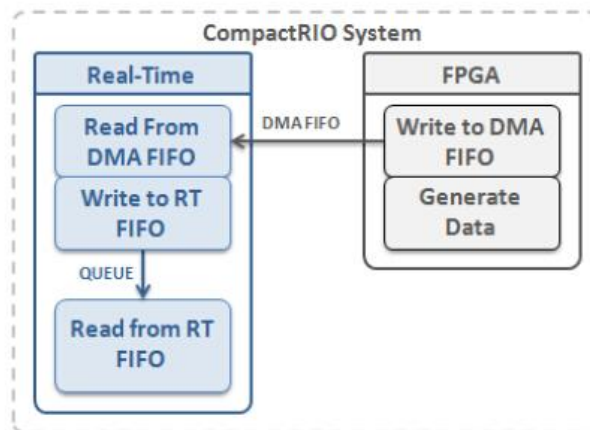 CompactRIO System
Real-Time
FPGA
Read From
DMA FIFO
DMA FIFO
Write to DMA
FIFO
Write to RT
FIFO
Generate
Data
QUEUE
Read from RT
FIFO